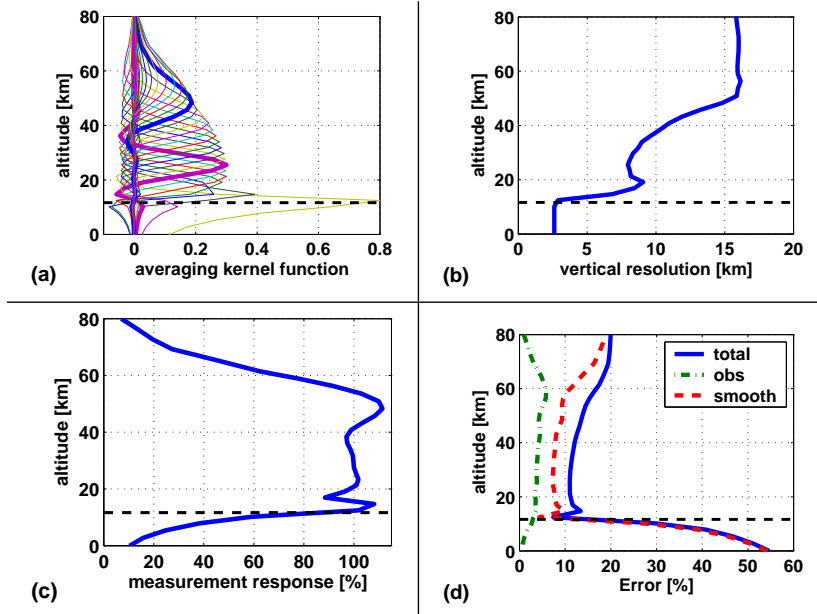 80
60
40
20
0
altitude [km]
0
0.2
0.4
0.6
0.8
averaging kernel function
(a)
80
60
40
20
0
altitude [km]
0
5
10
15
20
vertical resolution [km]
(b)
80
60
40
20
0
altitude [km]
0
20
40
60
80
100
measurement response [%]
(c)
80
60
40
20
0
altitude [km]
total
obs
smooth
0
10
20
30
40
50
60
Error [%]
(d)